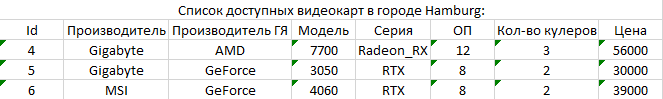 Список доступных видеокарт в городе Hamburg:
Id Производитель Производитель ГЯ Модель Серия ОП Кол-во кулеров Цена
4 Gigabyte AMD 7700 Radeon_RX 12 3 56000
5 Gigabyte GeForce 3050 RTX 8 2 30000
6 MSI GeForce 4060 RTX 8 2 39000